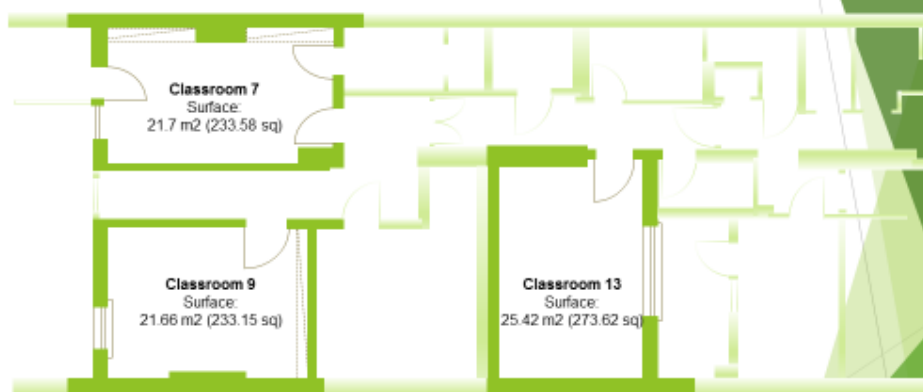 Classroom 7
Surface:
21.7 m2 (233.58 sq)
Classroom 9
Surface:
21.66 m2 (233.15 sq)
Classroom 13
Surface:
25.42 m2 (273.62 sq)